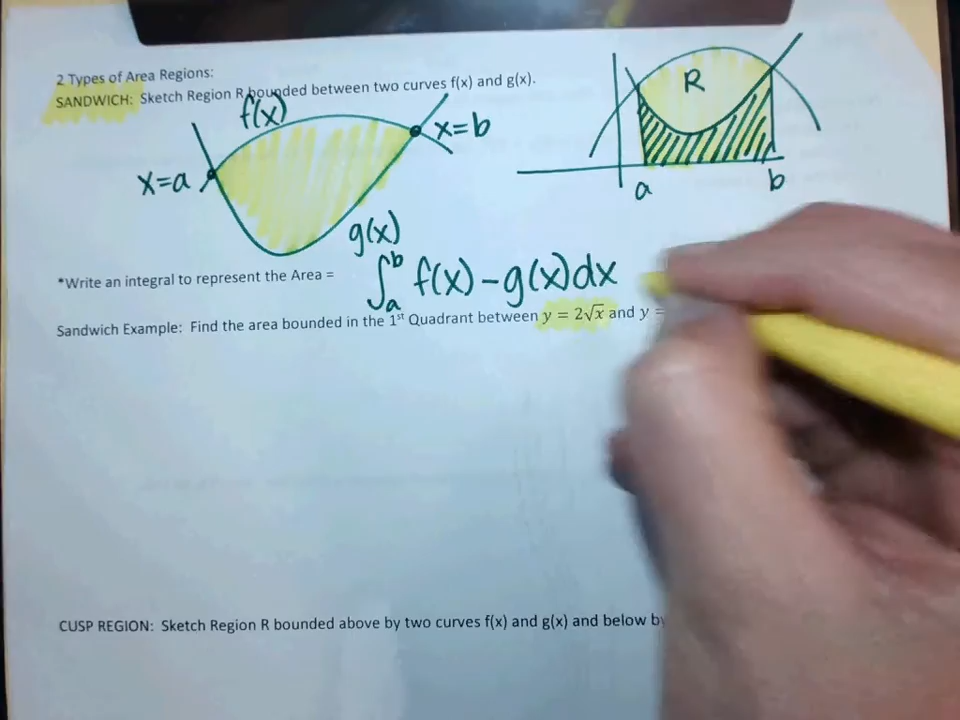 2 Types of Area Regions:
SANDWICH: Sketch Region R bounded between two curves f(x) and g(x).
f(x)
x=a
x=b
g(x)
R
a
b
*Write an integral to represent the Area = ∫ₐᵇ f(x) – g(x)dx
Sandwich Example: Find the area bounded in the 1st Quadrant between y = 2√x and y =
CUSP REGION: Sketch Region R bounded above by two curves f(x) and g(x) and below